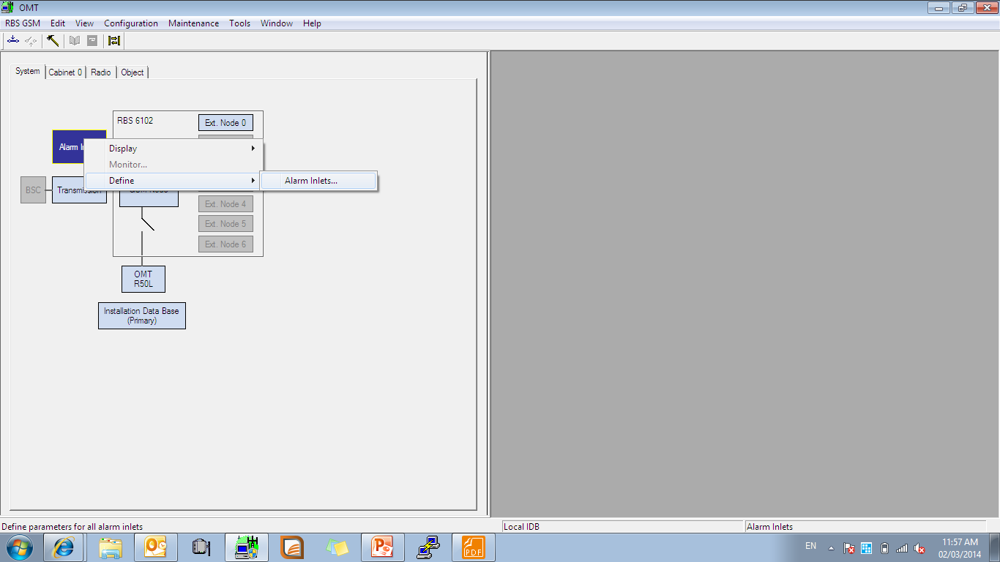 OMT
RBS GSM Edit View Configuration Maintenance Tools Window Help
System Cabinet 0 Radio Object
RBS 6102
Ext. Node 0
Alarm
Display
Monitor...
Define
Alarm Inlets...
BSC
Transmission
Ext. Node 4
Ext. Node 5
Ext. Node 6
OMT
R50L
Installation Data Base
(Primary)
Define parameters for all alarm inlets
Local IDB
Alarm Inlets
PDF
EN
11:57 AM
02/03/2014